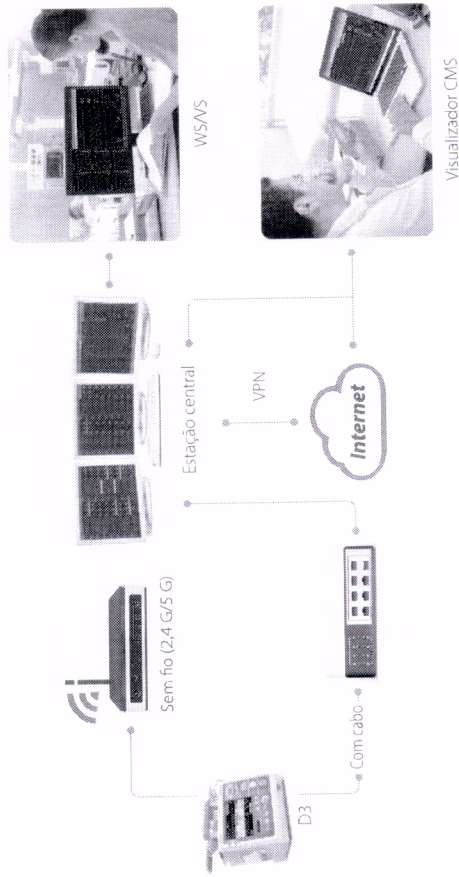 D3
Sem fio (2,4 G/5 G)
Com cabo
Estação central
VPN
Internet
WS/VS
Visualizador CMS